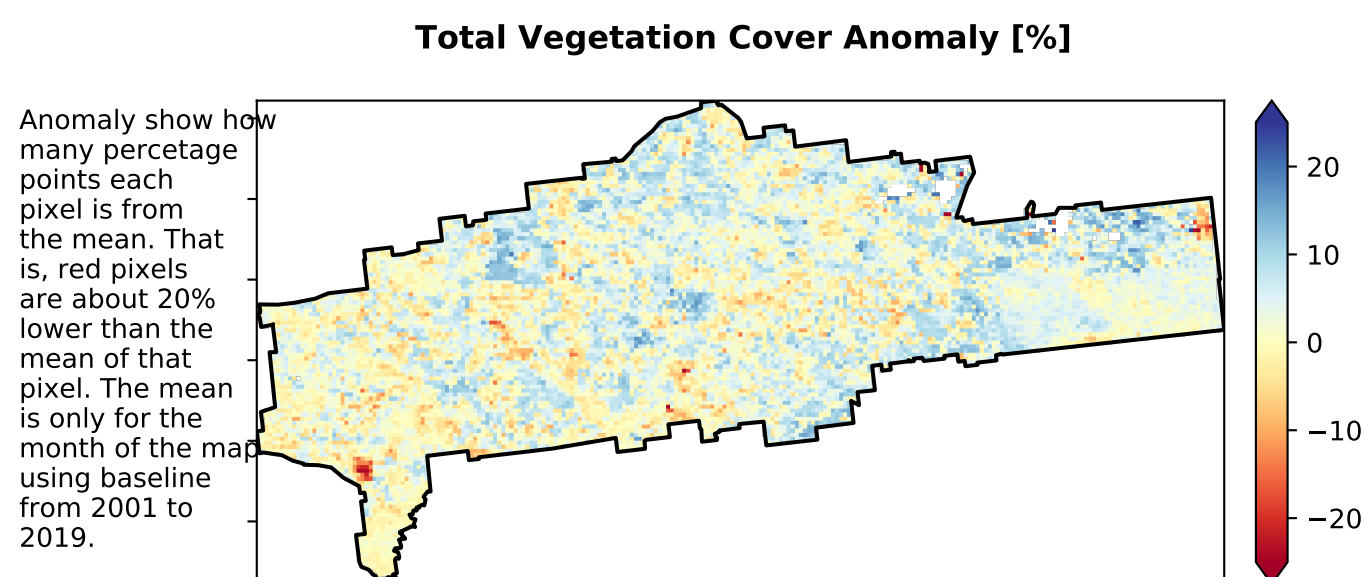 Total Vegetation Cover Anomaly [%]
Anomaly show how
many percetage
points each
pixel is from
the mean. That
is, red pixels
are about 20%
lower than the
mean of that
pixel. The mean
is only for the
month of the map
using baseline
from 2001 to
2019.
20
10
0
−10
−20